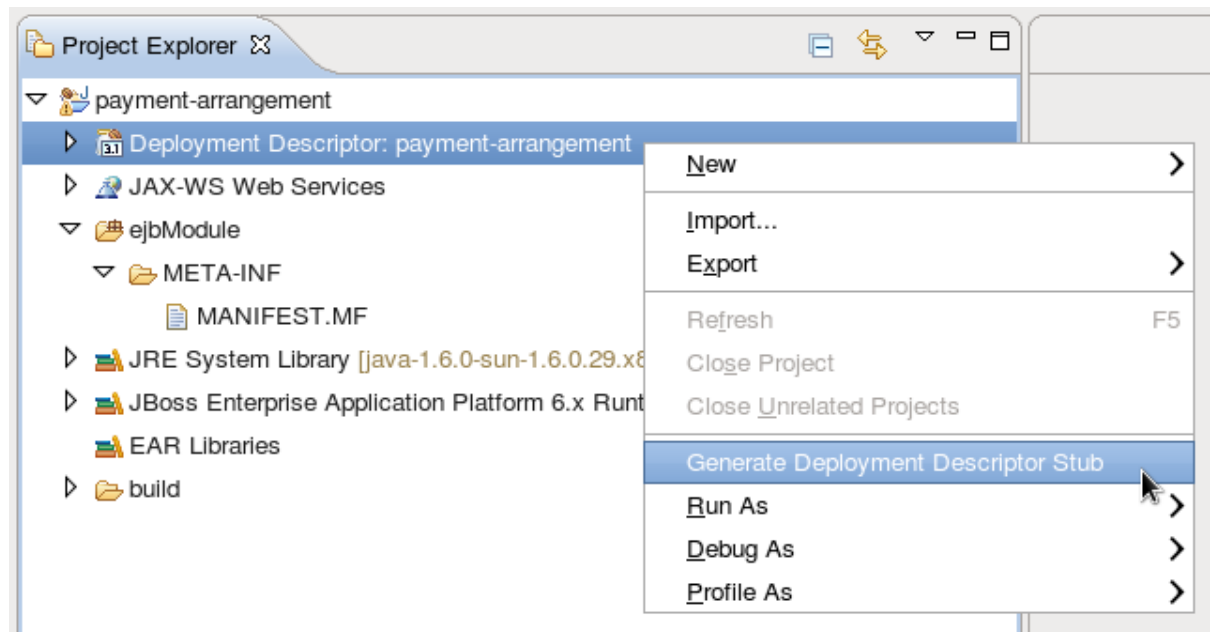 Project Explorer
payment-arrangement
3.1 Deployment Descriptor: payment-arrangement
JAX-WS Web Services
ejbModule
META-INF
MANIFEST.MF
JRE System Library [java-1.6.0-sun-1.6.0.29.x8
JBoss Enterprise Application Platform 6.x Runt
EAR Libraries
build
New
Import...
Export
Refresh F5
Close Project
Close Unrelated Projects
Generate Deployment Descriptor Stub
Run As
Debug As
Profile As